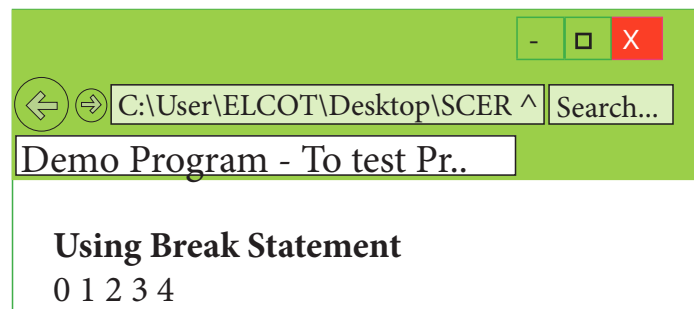 - □ X
C:\User\ELCOT\Desktop\SCER ^ Search...
Demo Program - To test Pr..
Using Break Statement
0 1 2 3 4